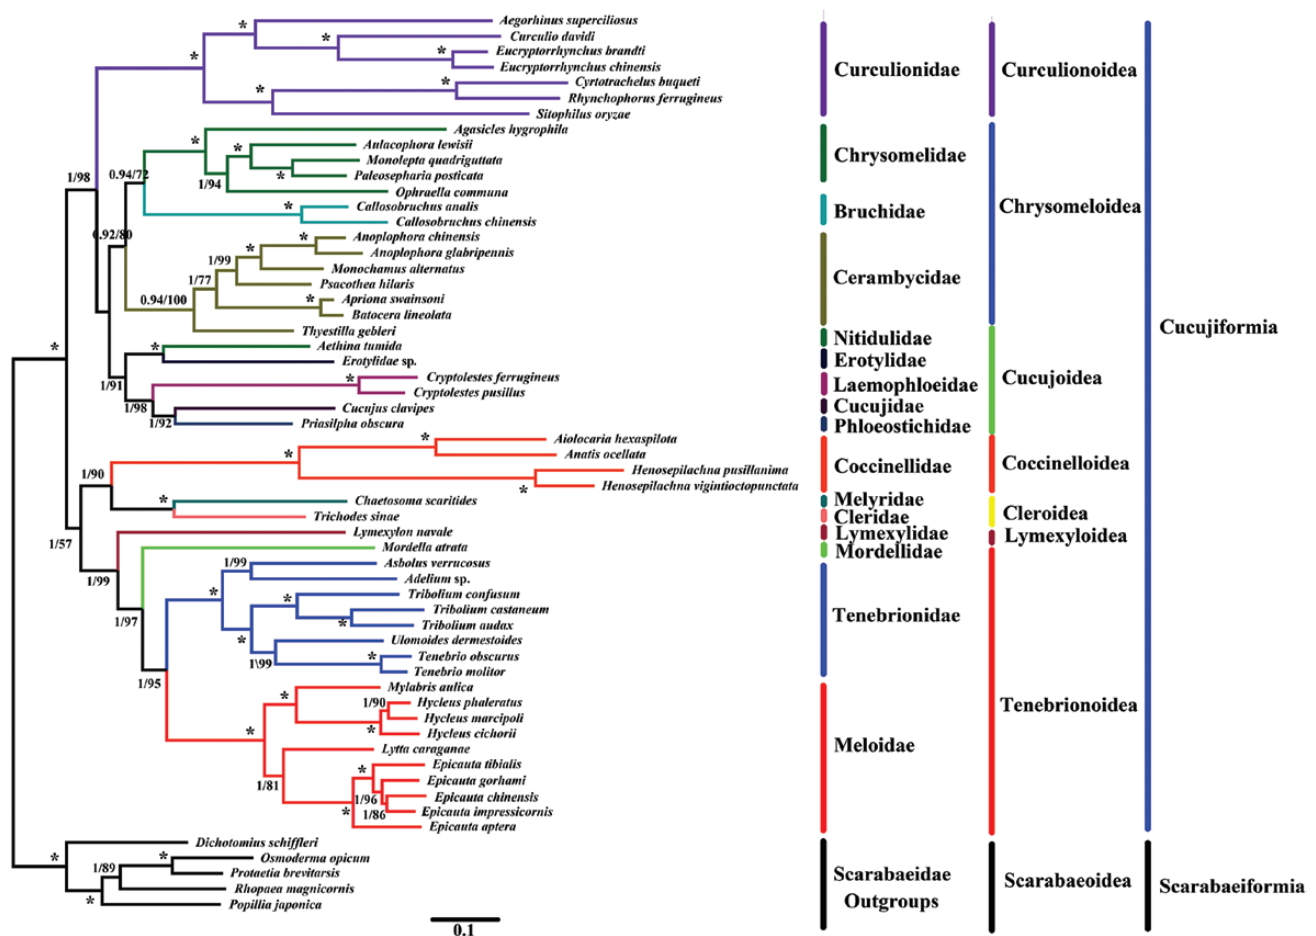 Aegorhinus superciliosus
Curculio davidi
Eucryptorrhynchus brandti
Eucryptorrhynchus chinensis
Cyrtotrachelus buqueti
Rhynchophorus ferrugineus
Sitophilus oryzae
Agasicles hygrophila
Aulacophora lewisii
Monolepta quadriguttata
Paleosepharia posticata
Ophraella communa
Callosobruchus analis
Callosobruchus chinensis
Anoplophora chinensis
Anoplophora glabripennis
Monochamus alternatus
Psacothea hilaris
Apriona swainsoni
Batocera lineolata
Thyestilla gebleri
Aethina tumida
Erotylidae sp.
Cryptolestes ferrugineus
Cryptolestes pusillus
Cucujus clavipes
Priasilpha obscura
Aiolocaria hexaspilota
Anatis ocellata
Henosepilachna pusillanima
Henosepilachna vigintioctopunctata
Chaetosoma scaritides
Trichodes sinae
Lymexylon navale
Mordella atrata
Asbolus verrucosus
Adelium sp.
Tribolium confusum
Tribolium castaneum
Tribolium audax
Ulomoides dermestoides
Tenebrio obscurus
Tenebrio molitor
Mylabris aulica
Hycleus phaleratus
Hycleus marcipoli
Hycleus cichorii
Lytta caraganae
Epicauta tibialis
Epicauta gorhami
Epicauta chinensis
Epicauta impressicornis
Epicauta aptera
Dichotomius schiffleri
Osmoderma opicum
Protaetia brevitarsis
Rhopaea magnicornis
Popillia japonica
1/98
0.94/72
1/94
0.92/80
1/99
1/77
0.94/100
1/91
1/98
1/92
1/90
1/57
1/99
1/99
1/97
1\99
1/95
1/90
1/81
1/96
1/86
1/89
0.1
Curculionidae
Chrysomelidae
Bruchidae
Cerambycidae
Nitidulidae
Erotylidae
Laemophloeidae
Cucujidae
Phloeostichidae
Coccinellidae
Melyridae
Cleridae
Lymexylidae
Mordellidae
Tenebrionidae
Meloidae
Scarabaeidae
Outgroups
Curculionoidea
Chrysomeloidea
Cucujoidea
Coccinelloidea
Cleroidea
Lymexyloidea
Tenebrionoidea
Scarabaeoidea
Cucujiformia
Scarabaeiformia